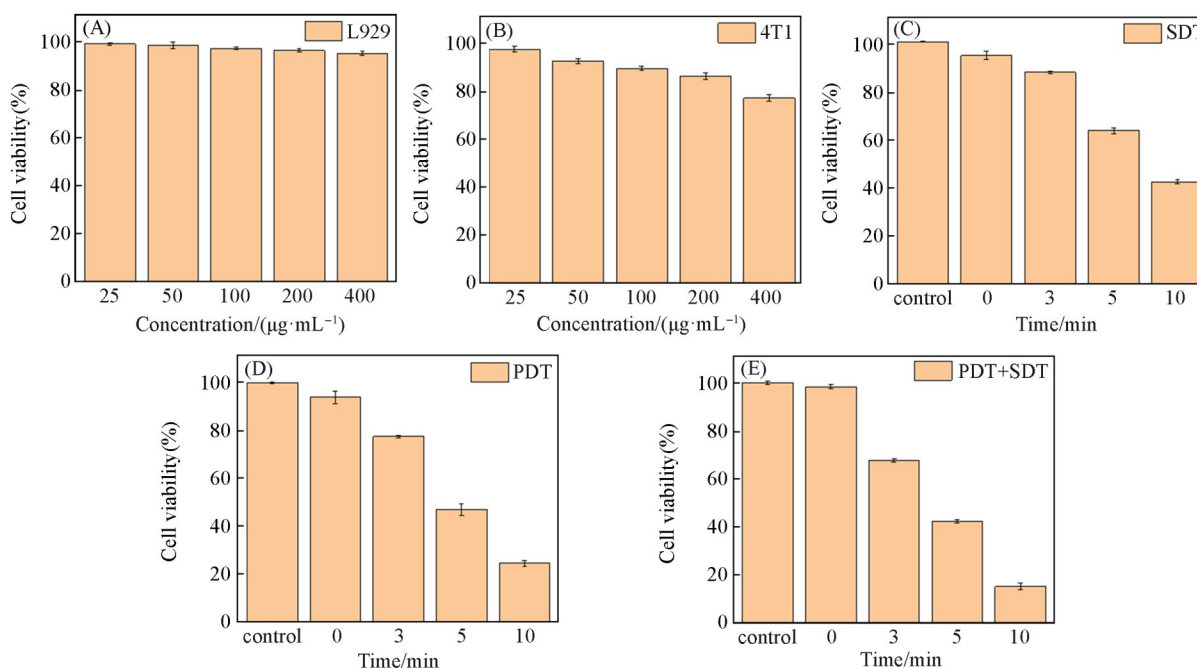 (A)
L929
100
80
60
40
20
0
Cell viability(%)
25 50 100 200 400
Concentration/(μg·mL⁻¹)
(B)
4T1
100
80
60
40
20
0
Cell viability(%)
25 50 100 200 400
Concentration/(μg·mL⁻¹)
(C)
SDT
100
80
60
40
20
0
Cell viability(%)
control 0 3 5 10
Time/min
(D)
PDT
100
80
60
40
20
0
Cell viability(%)
control 0 3 5 10
Time/min
(E)
PDT+SDT
100
80
60
40
20
0
Cell viability(%)
control 0 3 5 10
Time/min